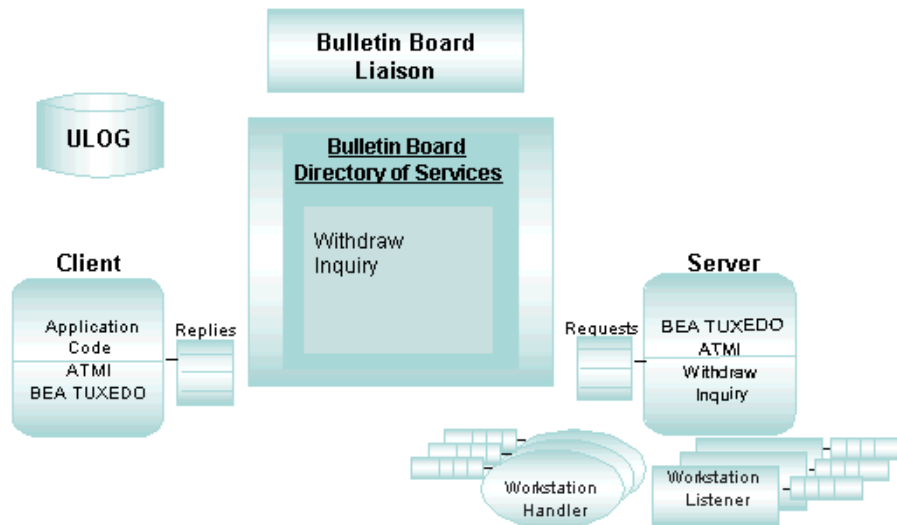 Bulletin Board
Liaison
ULOG
Bulletin Board
Directory of Services
Withdraw
Inquiry
Client
Application
Code
ATMI
BEA TUXEDO
Replies
Requests
Server
BEA TUXEDO
ATMI
Withdraw
Inquiry
Workstation
Handler
Workstation
Listener